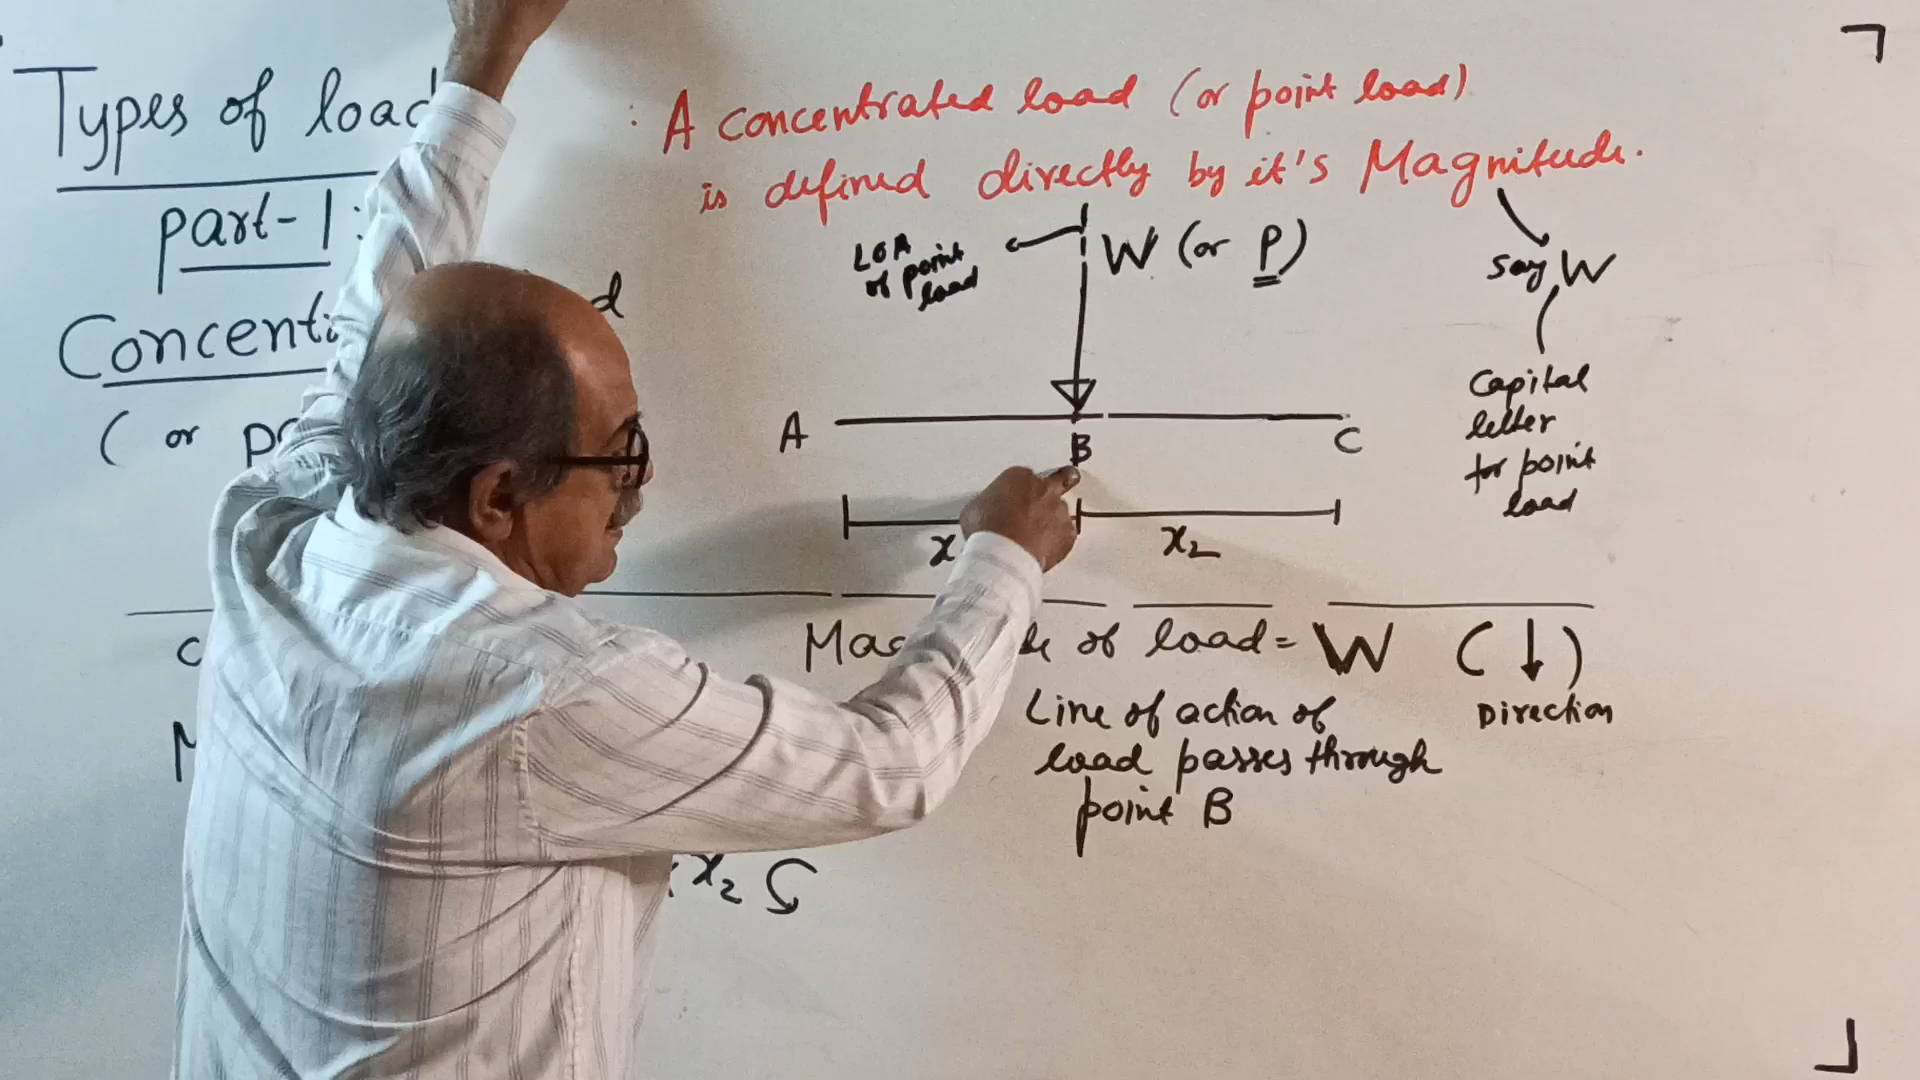 Types of load
: A concentrated load (or point load)
is defined directly by it's Magnitude.
Part-1:
LOA
of point
load
W (or P)
say W
( or
Capital
letter
for point
load
A
B
C
x
x2
of load = W (↓)
Line of action of
load passes through
point B
Direction
x2